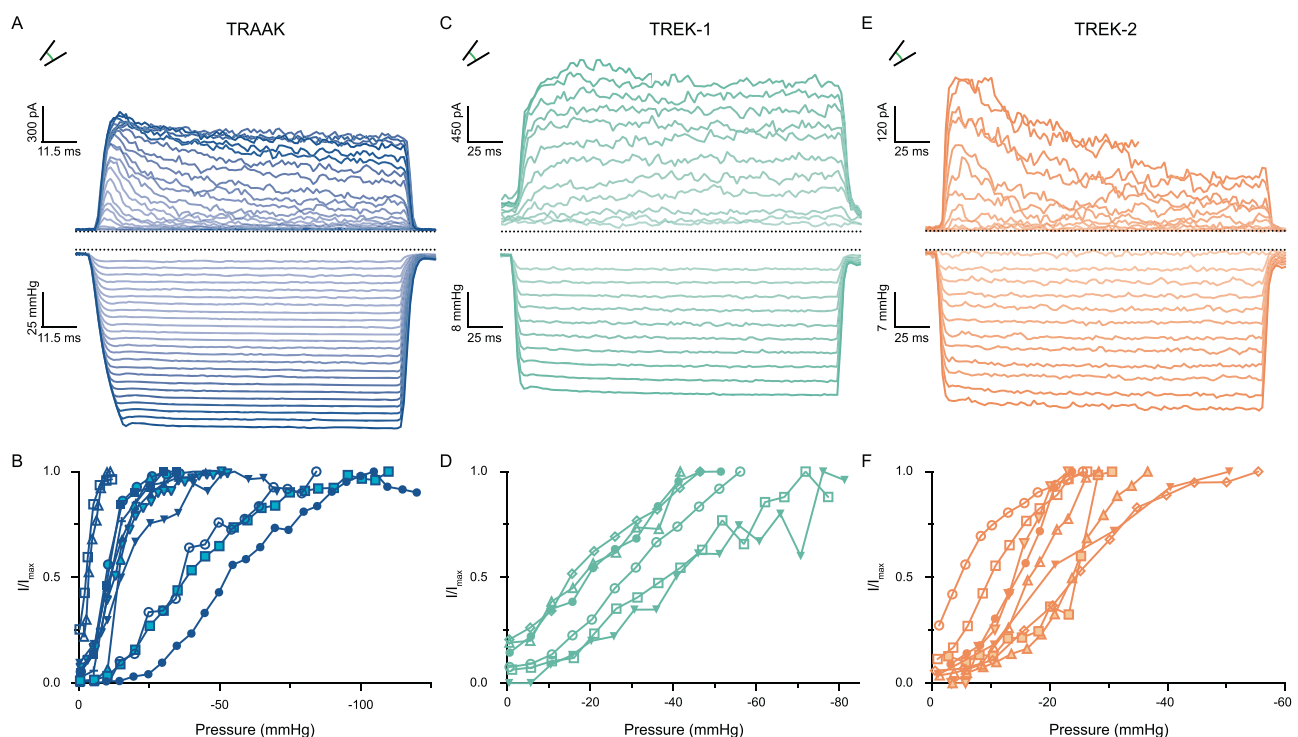 A
TRAAK
C
TREK-1
E
TREK-2
300 pA
11.5 ms
450 pA
25 ms
120 pA
25 ms
25 mmHg
11.5 ms
8 mmHg
25 ms
7 mmHg
25 ms
B
1.0
0.5
0.0
I/Imax
0
-50
-100
Pressure (mmHg)
D
1.0
0.5
0.0
I/Imax
0
-20
-40
-60
-80
Pressure (mmHg)
F
1.0
0.5
0.0
I/Imax
0
-20
-40
-60
Pressure (mmHg)